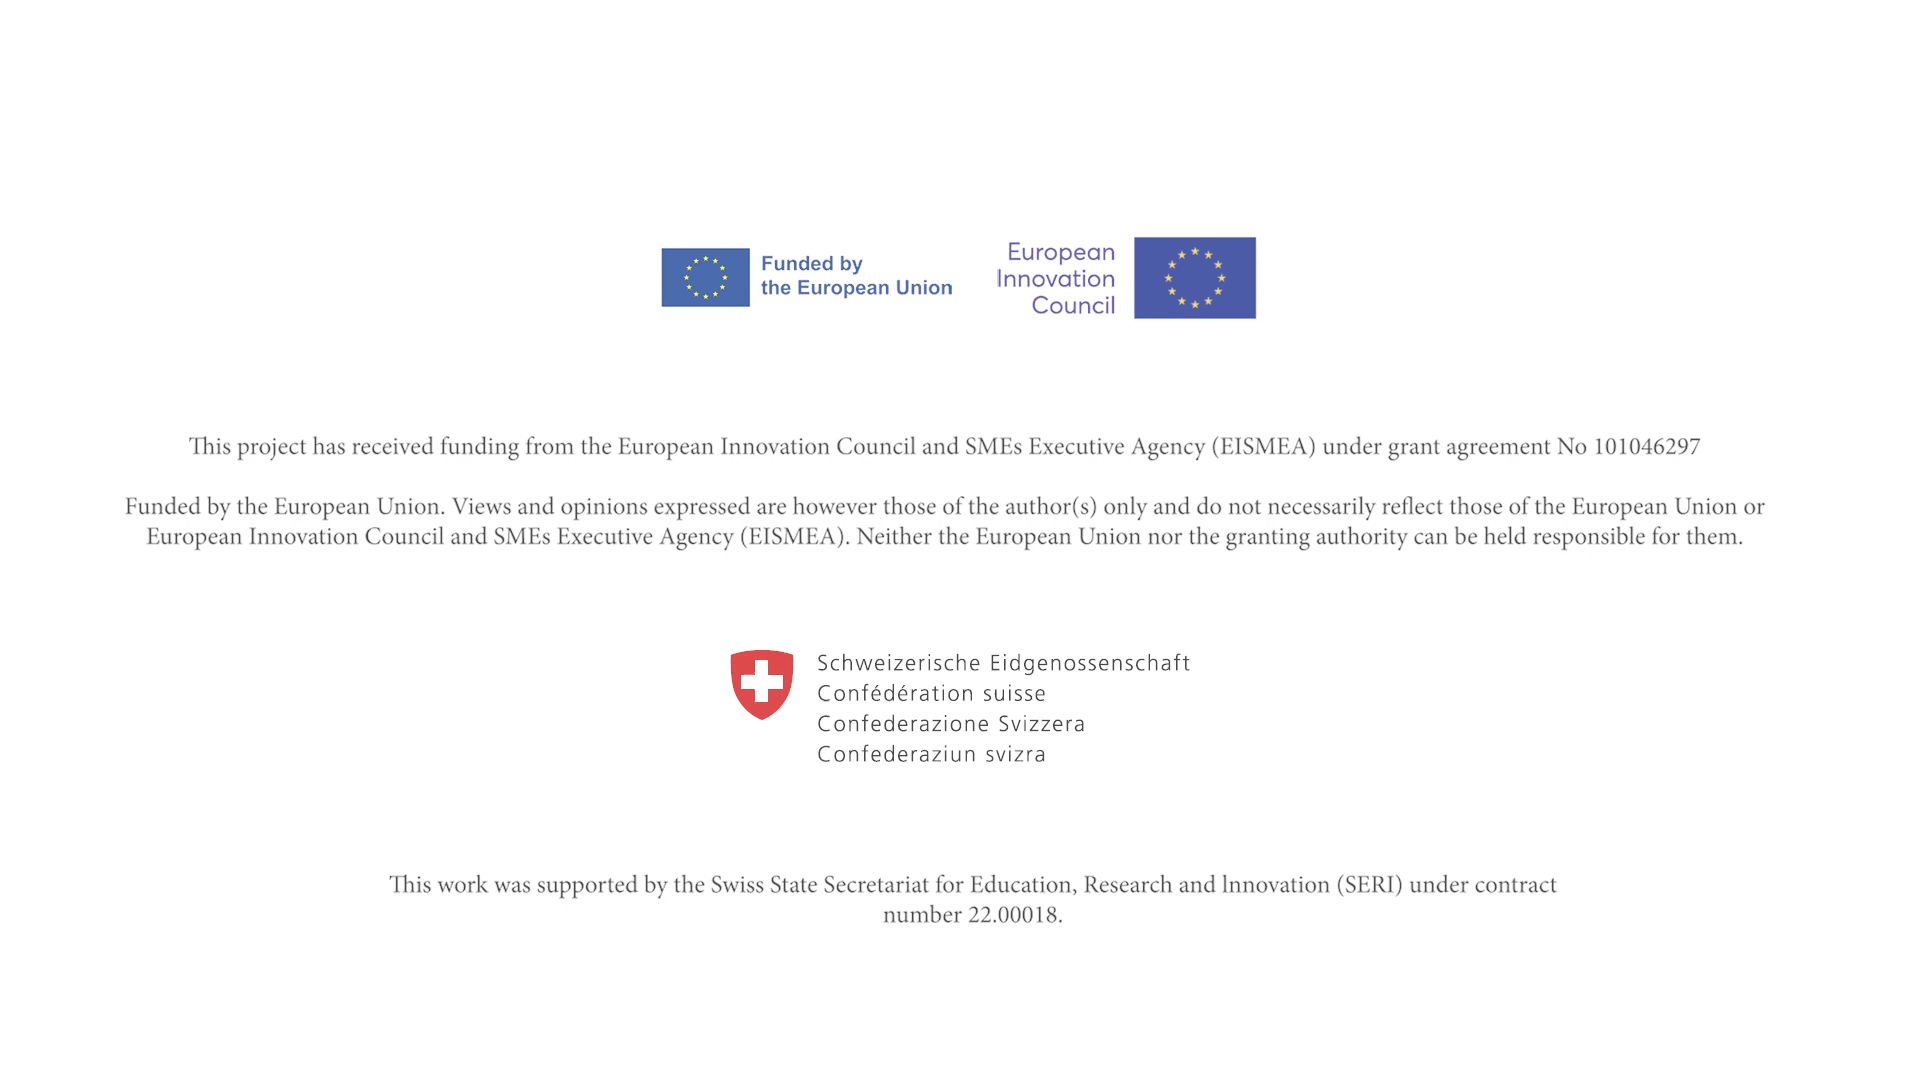 Funded by
the European Union
European
Innovation
Council
This project has received funding from the European Innovation Council and SMEs Executive Agency (EISMEA) under grant agreement No 101046297
Funded by the European Union. Views and opinions expressed are however those of the author(s) only and do not necessarily reflect those of the European Union or
European Innovation Council and SMEs Executive Agency (EISMEA). Neither the European Union nor the granting authority can be held responsible for them.
Schweizerische Eidgenossenschaft
Confédération suisse
Confederazione Svizzera
Confederaziun svizra
This work was supported by the Swiss State Secretariat for Education, Research and lnnovation (SERI) under contract
number 22.00018.